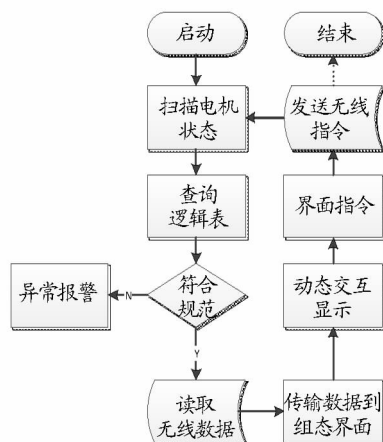 启动
结束
扫描电机
状态
发送无线
指令
查询
逻辑表
界面指令
异常报警
N
符合
规范
动态交互
显示
Y
读取
无线数据
传输数据到
组态界面